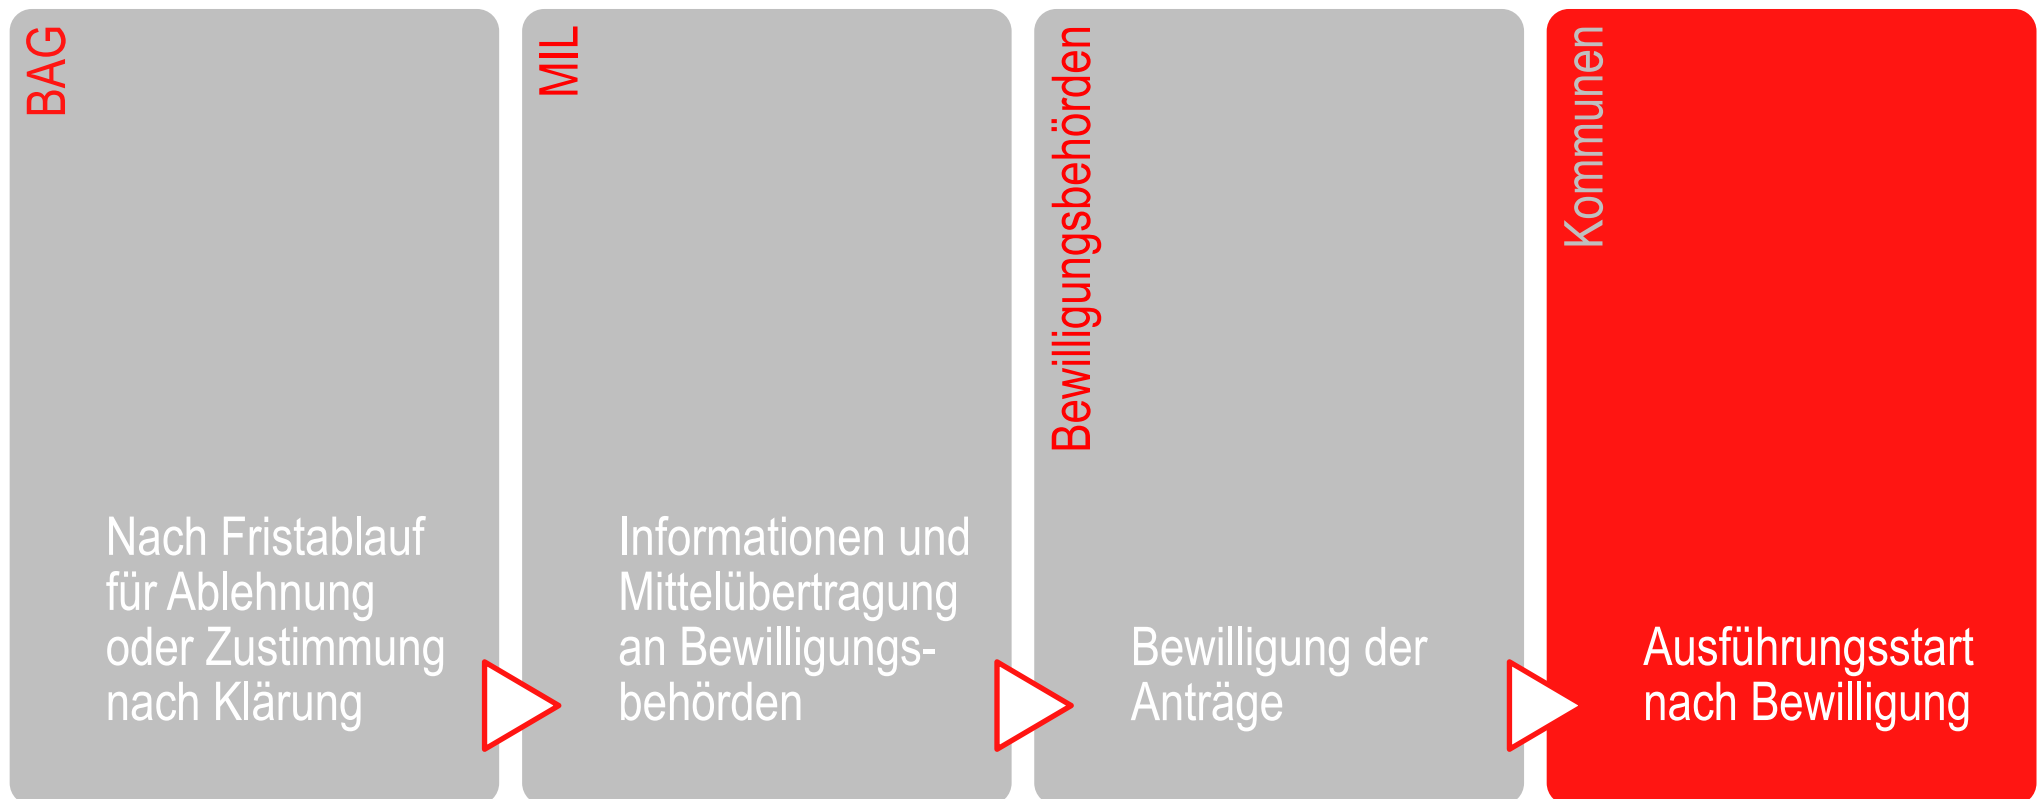 BAG
Nach Fristablauf
für Ablehnung
oder Zustimmung
nach Klärung
MIL
Informationen und
Mittelübertragung
an Bewilligungs-
behörden
Bewilligungsbehörden
Bewilligung der
Anträge
Kommunen
Ausführungsstart
nach Bewilligung